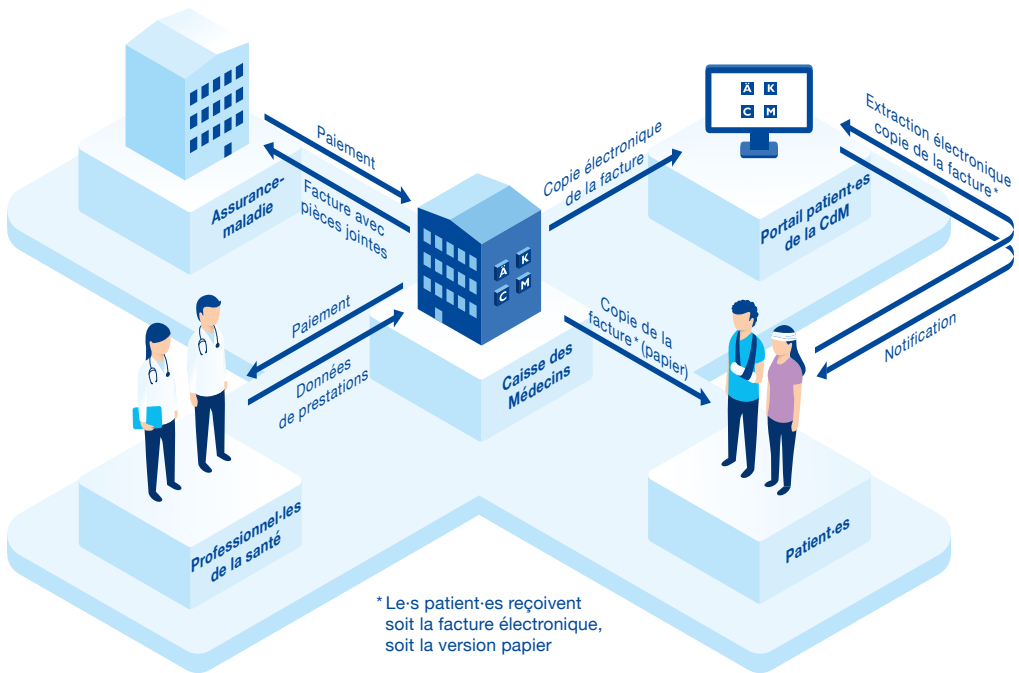 Assurance-
maladie
Paiement
Facture avec
pièces jointes
Ä K
C M
Caisse des
Médecins
Copie électronique
de la facture
Ä K
C M
Portail patient·es
de la CdM
Extraction électronique
copie de la facture*
Notification
Paiement
Données
de prestations
Professionnel·les
de la santé
Copie de la
facture* (papier)
Patient·es
* Le·s patient·es reçoivent
soit la facture électronique,
soit la version papier